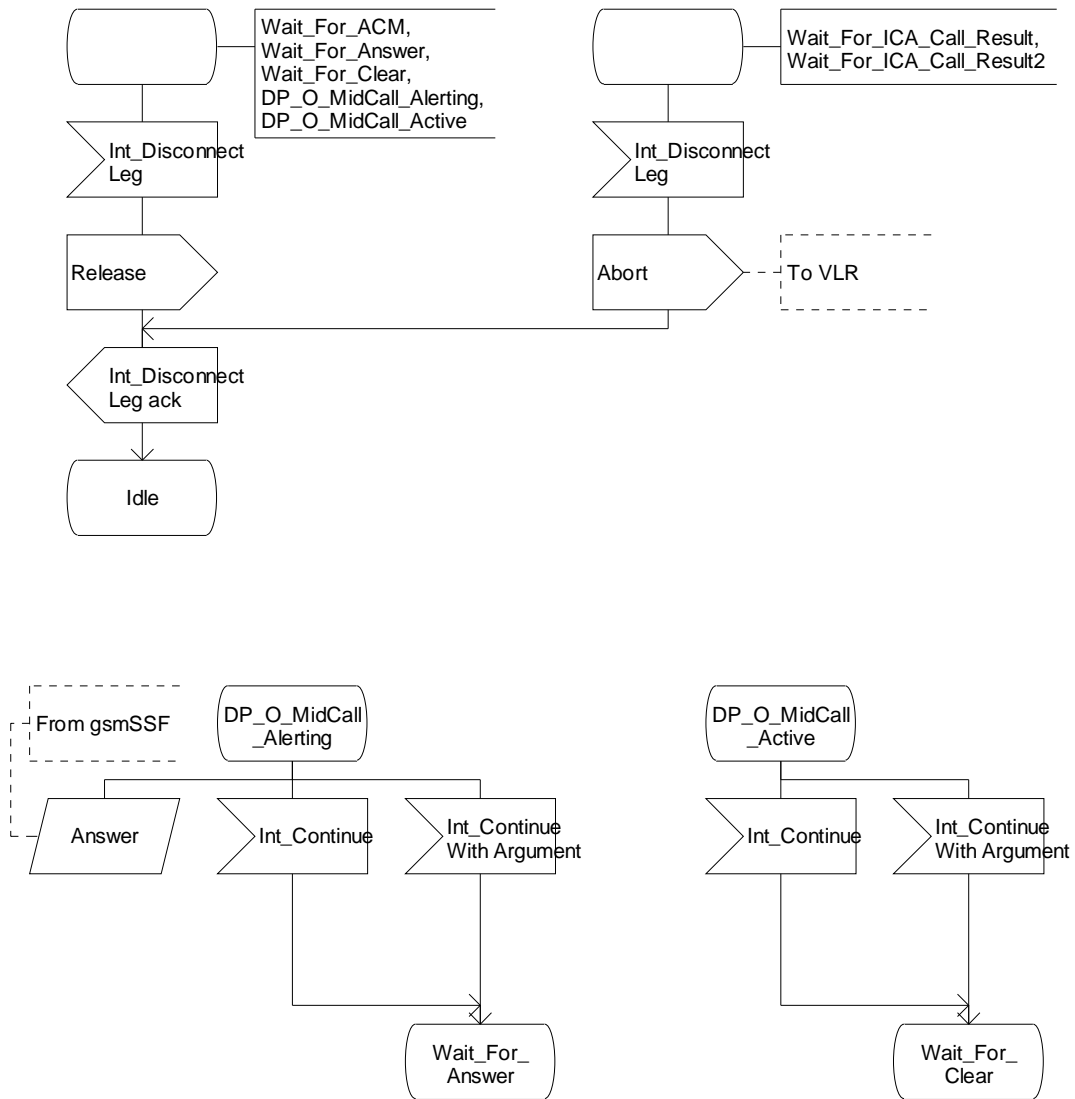 Wait_For_ACM,
Wait_For_Answer,
Wait_For_Clear,
DP_O_MidCall_Alerting,
DP_O_MidCall_Active
Wait_For_ICA_Call_Result,
Wait_For_ICA_Call_Result2
Int_Disconnect
Leg
Int_Disconnect
Leg
Release
Abort
To VLR
Int_Disconnect
Leg ack
Idle
From gsmSSF
DP_O_MidCall
_Alerting
DP_O_MidCall
_Active
Answer
Int_Continue
Int_Continue
With Argument
Int_Continue
Int_Continue
With Argument
Wait_For_
Answer
Wait_For_
Clear